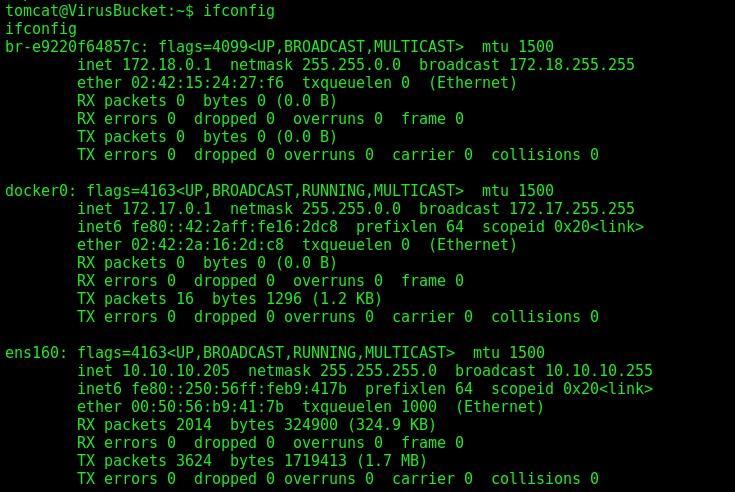 tomcat@VirusBucket:~$ ifconfig
ifconfig
br-e9220f64857c: flags=4099<UP,BROADCAST,MULTICAST>  mtu 1500
        inet 172.18.0.1  netmask 255.255.0.0  broadcast 172.18.255.255
        ether 02:42:15:24:27:f6  txqueuelen 0  (Ethernet)
        RX packets 0  bytes 0 (0.0 B)
        RX errors 0  dropped 0  overruns 0  frame 0
        TX packets 0  bytes 0 (0.0 B)
        TX errors 0  dropped 0 overruns 0  carrier 0  collisions 0

docker0: flags=4163<UP,BROADCAST,RUNNING,MULTICAST>  mtu 1500
        inet 172.17.0.1  netmask 255.255.0.0  broadcast 172.17.255.255
        inet6 fe80::42:2aff:fe16:2dc8  prefixlen 64  scopeid 0x20<link>
        ether 02:42:2a:16:2d:c8  txqueuelen 0  (Ethernet)
        RX packets 0  bytes 0 (0.0 B)
        RX errors 0  dropped 0  overruns 0  frame 0
        TX packets 16  bytes 1296 (1.2 KB)
        TX errors 0  dropped 0 overruns 0  carrier 0  collisions 0

ens160: flags=4163<UP,BROADCAST,RUNNING,MULTICAST>  mtu 1500
        inet 10.10.10.205  netmask 255.255.255.0  broadcast 10.10.10.255
        inet6 fe80::250:56ff:feb9:417b  prefixlen 64  scopeid 0x20<link>
        ether 00:50:56:b9:41:7b  txqueuelen 1000  (Ethernet)
        RX packets 2014  bytes 324900 (324.9 KB)
        RX errors 0  dropped 0  overruns 0  frame 0
        TX packets 3624  bytes 1719413 (1.7 MB)
        TX errors 0  dropped 0 overruns 0  carrier 0  collisions 0